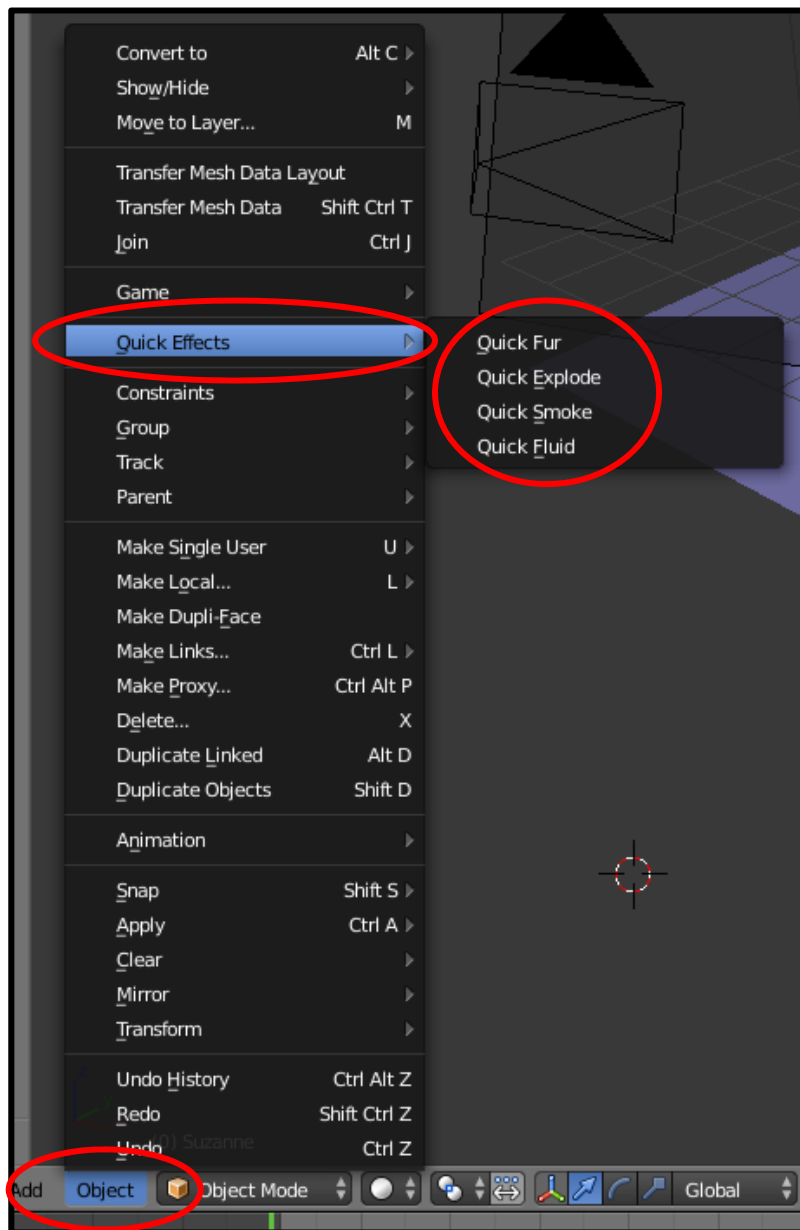 Convert to Alt C
Show/Hide
Move to Layer... M
Transfer Mesh Data Layout
Transfer Mesh Data Shift Ctrl T
Join Ctrl J
Game
Quick Effects
Quick Fur
Quick Explode
Quick Smoke
Quick Fluid
Constraints
Group
Track
Parent
Make Single User U
Make Local... L
Make Dupli-Face
Make Links... Ctrl L
Make Proxy... Ctrl Alt P
Delete... X
Duplicate Linked Alt D
Duplicate Objects Shift D
Animation
Snap Shift S
Apply Ctrl A
Clear
Mirror
Transform
Undo History Ctrl Alt Z
Redo Shift Ctrl Z
Undo Ctrl Z
(0) Suzanne
Add Object Object Mode Global